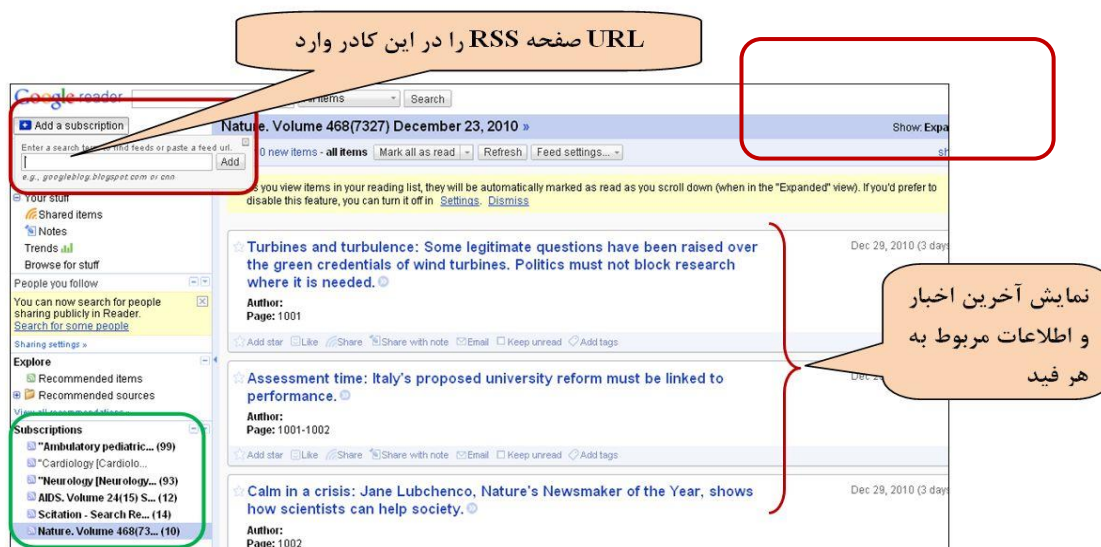 URL صفحه RSS را در این کادر وارد
Google reader
items
Search
Add a subscription
Enter a search term to find feeds or paste a feed url.
Add
e.g., googleblog.blogspot.com or cnn
Your stuff
Shared items
Notes
Trends
Browse for stuff
People you follow
You can now search for people
sharing publicly in Reader.
Search for some people
Sharing settings »
Explore
Recommended items
Recommended sources
View all recommendations »
Subscriptions
"Ambulatory pediatric... (99)
"Cardiology [Cardiolo...
"Neurology [Neurology... (93)
AIDS. Volume 24(15) S... (12)
Scitation - Search Re... (14)
Nature. Volume 468(73... (10)
Nature. Volume 468(7327) December 23, 2010 »
Show: Expa
0 new items - all items Mark all as read Refresh Feed settings...
sh
s you view items in your reading list, they will be automatically marked as read as you scroll down (when in the "Expanded" view). If you'd prefer to
disable this feature, you can turn it off in Settings. Dismiss
Turbines and turbulence: Some legitimate questions have been raised over
the green credentials of wind turbines. Politics must not block research
where it is needed.
Dec 29, 2010 (3 days
Author:
Page: 1001
Add star Like Share Share with note Email Keep unread Add tags
Assessment time: Italy's proposed university reform must be linked to
performance.
Author:
Page: 1001-1002
Add star Like Share Share with note Email Keep unread Add tags
Calm in a crisis: Jane Lubchenco, Nature's Newsmaker of the Year, shows
how scientists can help society.
Dec 29, 2010 (3 days
Author:
Page: 1002
نمایش آخرین اخبار
و اطلاعات مربوط به
هر فید